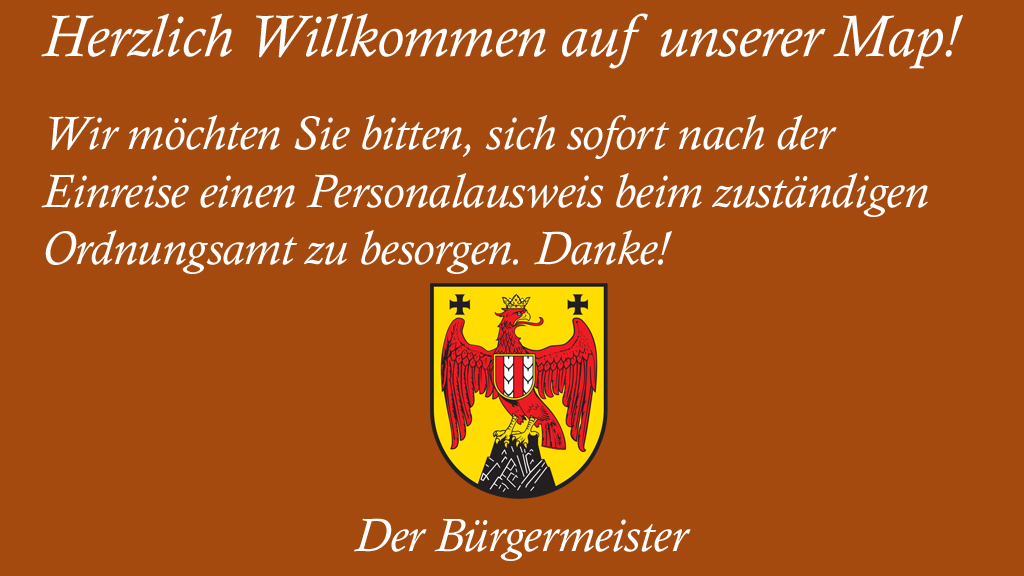 Herzlich Willkommen auf unserer Map!
Wir möchten Sie bitten, sich sofort nach der
Einreise einen Personalausweis beim zuständigen
Ordnungsamt zu besorgen. Danke!
Der Bürgermeister